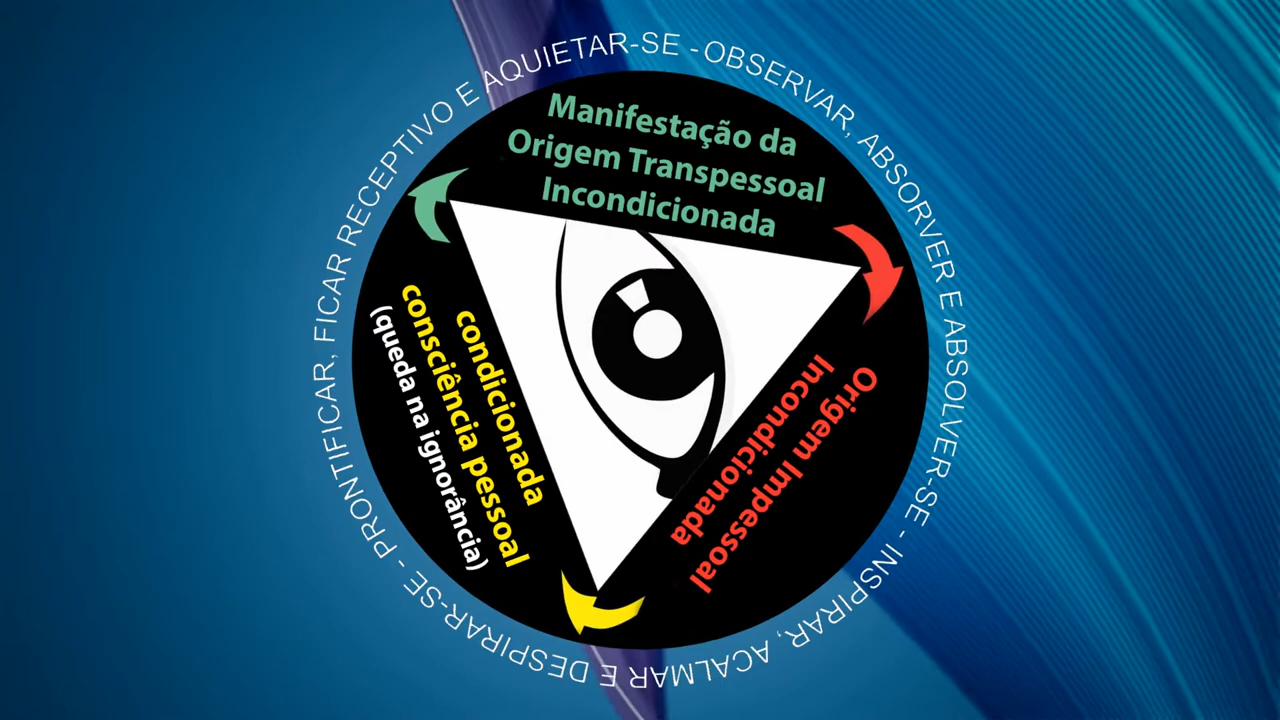 PRONTIFICAR, FICAR RECEPTIVO E AQUIETAR-SE - OBSERVAR, ABSORVER E ABSOLVER-SE - INSPIRAR, ACALMAR E DESPIRAR-SE -
Manifestação da
Origem Transpessoal
Incondicionada
Origem Impessoal
Incondicionada
condicionada
consciência pessoal
(queda na ignorância)